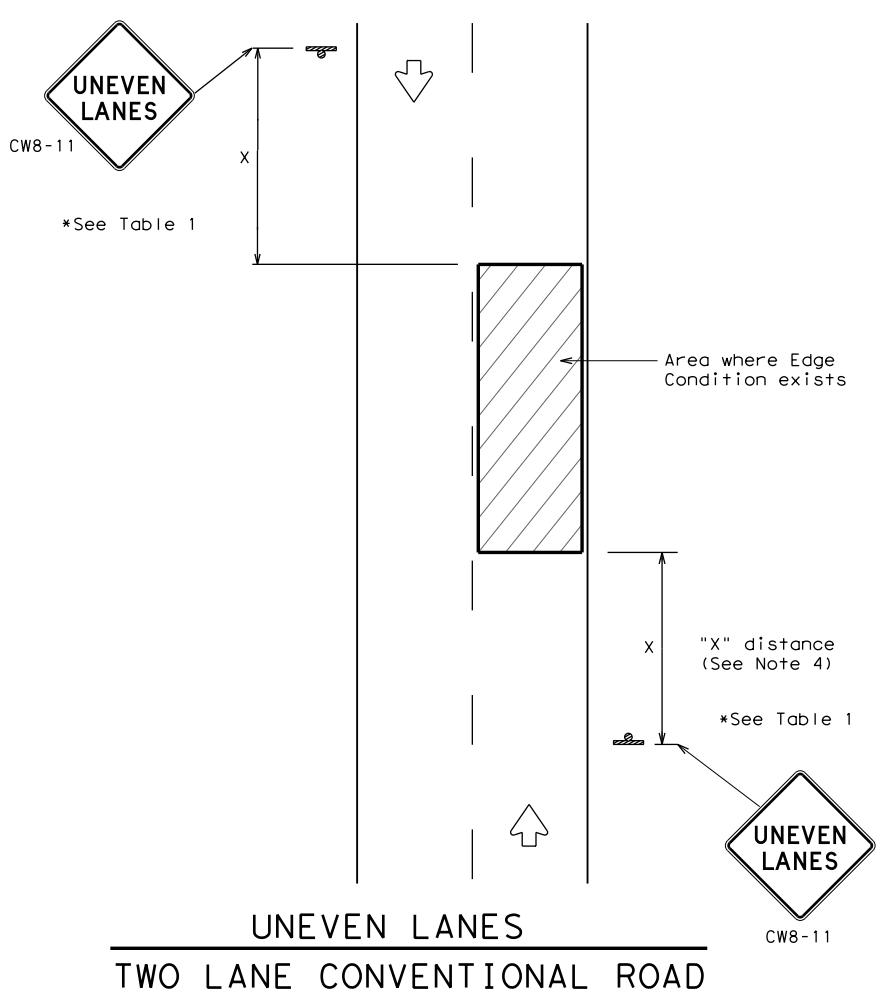 UNEVEN
LANES
CW8-11
X
*See Table 1
Area where Edge
Condition exists
X
"X" distance
(See Note 4)
*See Table 1
UNEVEN
LANES
CW8-11
UNEVEN LANES
TWO LANE CONVENTIONAL ROAD